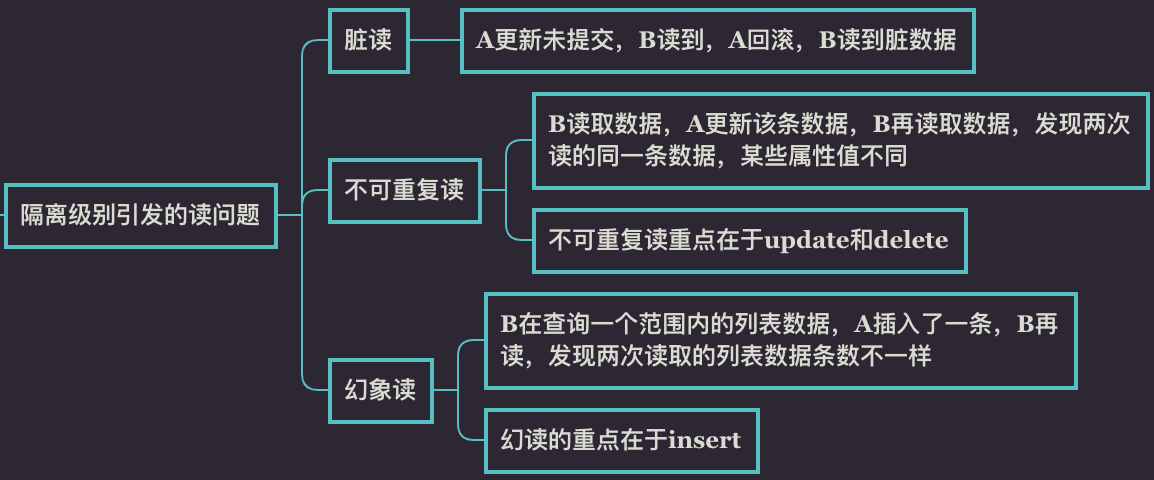 隔离级别引发的读问题
脏读
A更新未提交，B读到，A回滚，B读到脏数据
不可重复读
B读取数据，A更新该条数据，B再读取数据，发现两次
读的同一条数据，某些属性值不同
不可重复读重点在于update和delete
幻象读
B在查询一个范围内的列表数据，A插入了一条，B再
读，发现两次读取的列表数据条数不一样
幻读的重点在于insert